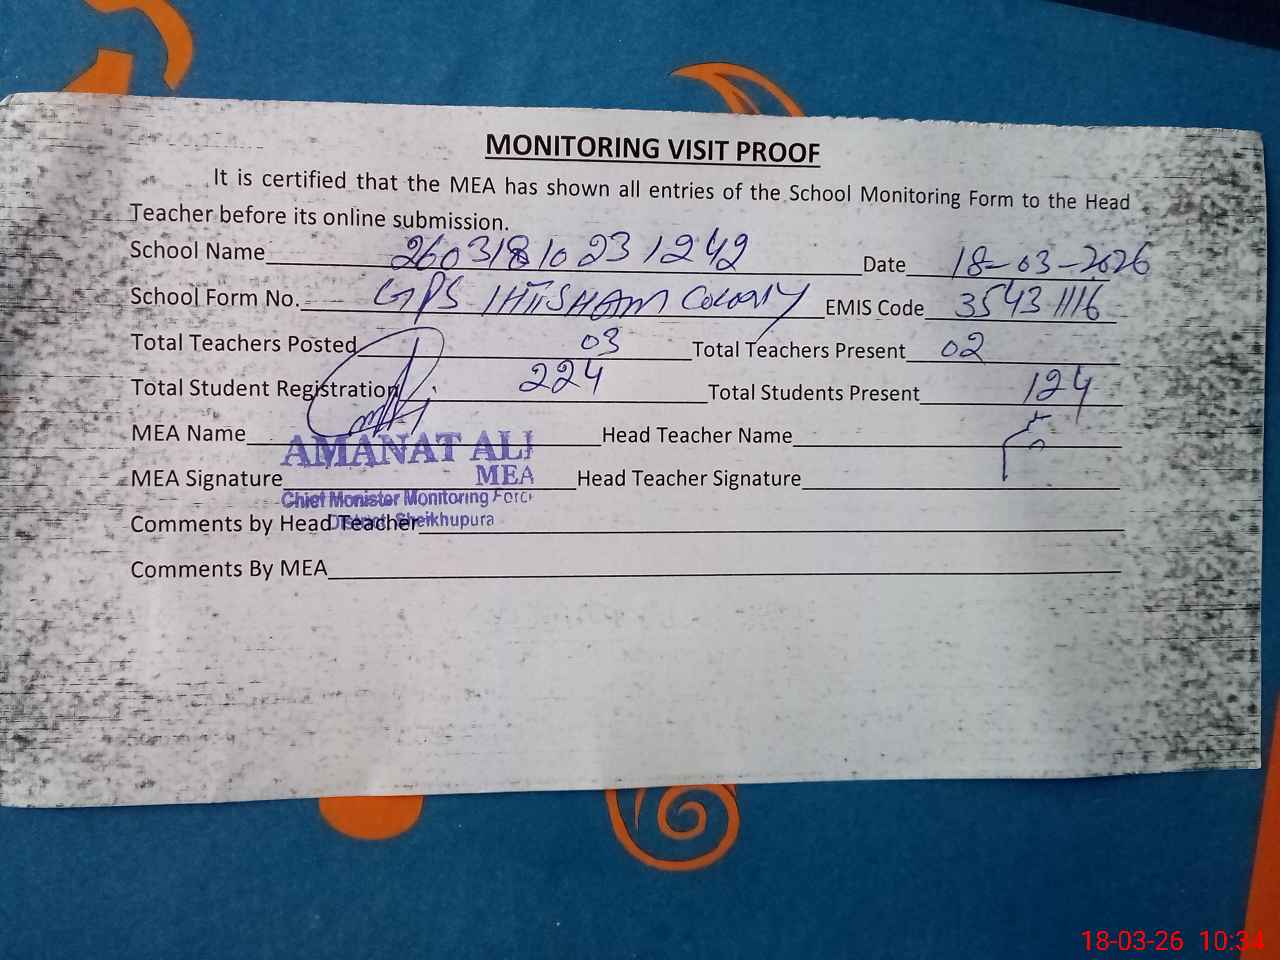 MONITORING VISIT PROOF
It is certified that the MEA has shown all entries of the School Monitoring Form to the Head
Teacher before its online submission.
School Name 26031810231242 Date 18-03-2026
School Form No. GPS IHTISHAM COLONY EMIS Code 35431116
Total Teachers Posted 03 Total Teachers Present 02
Total Student Registration 224 Total Students Present 124
MEA Name Head Teacher Name
AMANAT ALI
MEA Signature MEA Head Teacher Signature
Chief Monister Monitoring Force
Comments by Head Teacher
District Sheikhupura
Comments By MEA
18-03-26 10:34